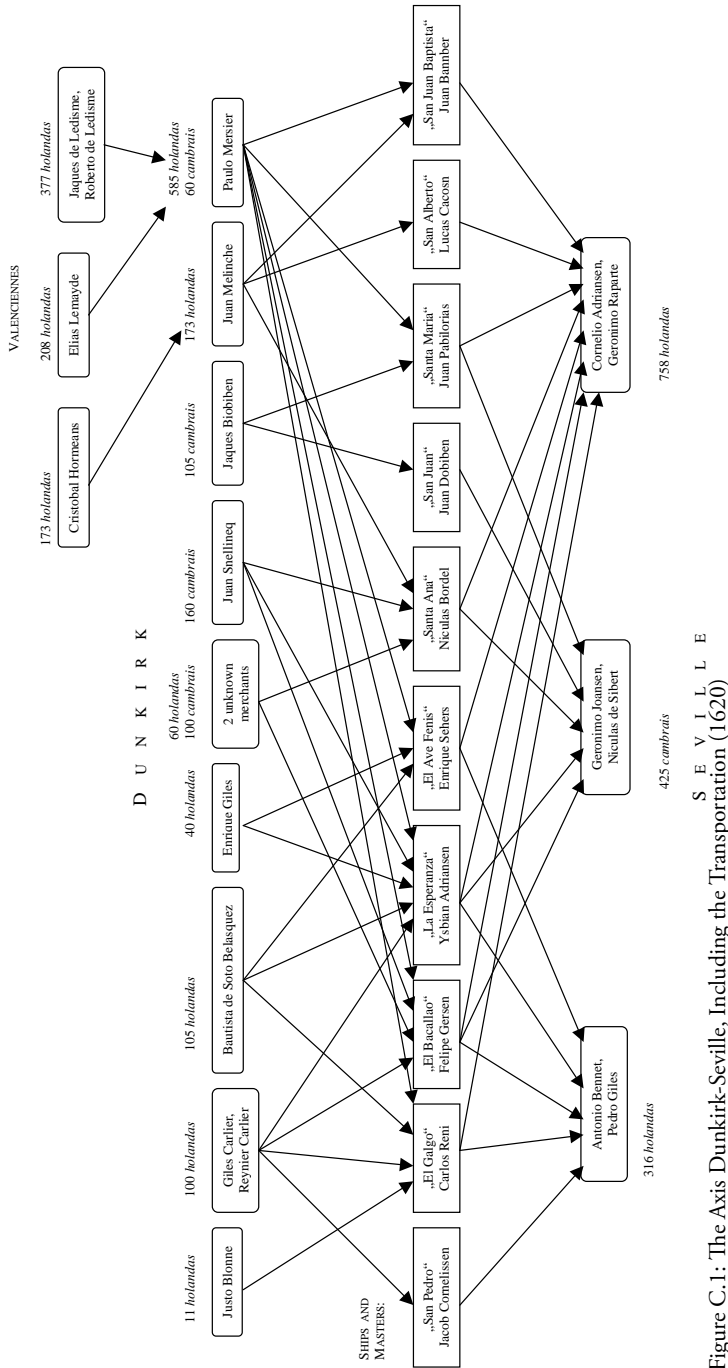 VALENCIENNES
173 holandas
208 holandas
377 holandas
Cristobal Hormeans
Elias Lemayde
Jaques de Ledisme,
Roberto de Ledisme
D U N K I R K
11 holandas
100 holandas
105 holandas
40 holandas
60 holandas
100 cambrais
160 cambrais
105 cambrais
173 holandas
585 holandas
60 cambrais
Justo Blonne
Giles Carlier,
Reynier Carlier
Bautista de Soto Belasquez
Enrique Giles
2 unknown
merchants
Juan Snellineq
Jaques Biobiben
Juan Melinche
Paulo Mersier
SHIPS AND
MASTERS:
„San Pedro“
Jacob Cornelissen
„El Galgo“
Carlos Reni
„El Bacallao“
Felipe Gersen
„La Esperanza“
Ysbian Adriansen
„El Ave Fenis“
Enrique Sehers
„Santa Ana“
Niculas Bordel
„San Juan“
Juan Dobiben
„Santa Maria“
Juan Pabilorias
„San Alberto“
Lucas Cacosn
„San Juan Baptista“
Juan Bannber
Antonio Bennet,
Pedro Giles
Geronimo Joansen,
Niculas de Sibert
Cornelio Adriansen,
Geronimo Raparte
316 holandas
425 cambrais
758 holandas
S E V I L L E
Figure C.1: The Axis Dunkirk-Seville, Including the Transportation (1620)